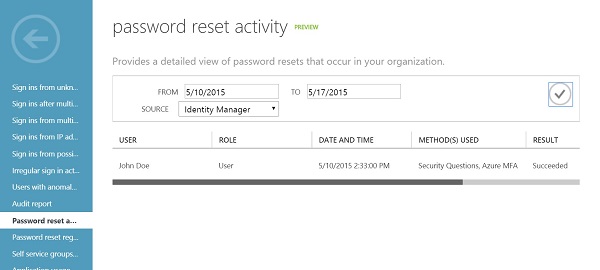 password reset activity PREVIEW
Provides a detailed view of password resets that occur in your organization.
FROM 5/10/2015 TO 5/17/2015
SOURCE Identity Manager
USER ROLE DATE AND TIME METHOD(S) USED RESULT
John Doe User 5/10/2015 2:33:00 PM Security Questions, Azure MFA Succeeded
Sign ins from unkn...
Sign ins after multi...
Sign ins from multi...
Sign ins from IP ad...
Sign ins from possi...
Irregular sign in act...
Users with anomal...
Audit report
Password reset a...
Password reset reg...
Self service groups...